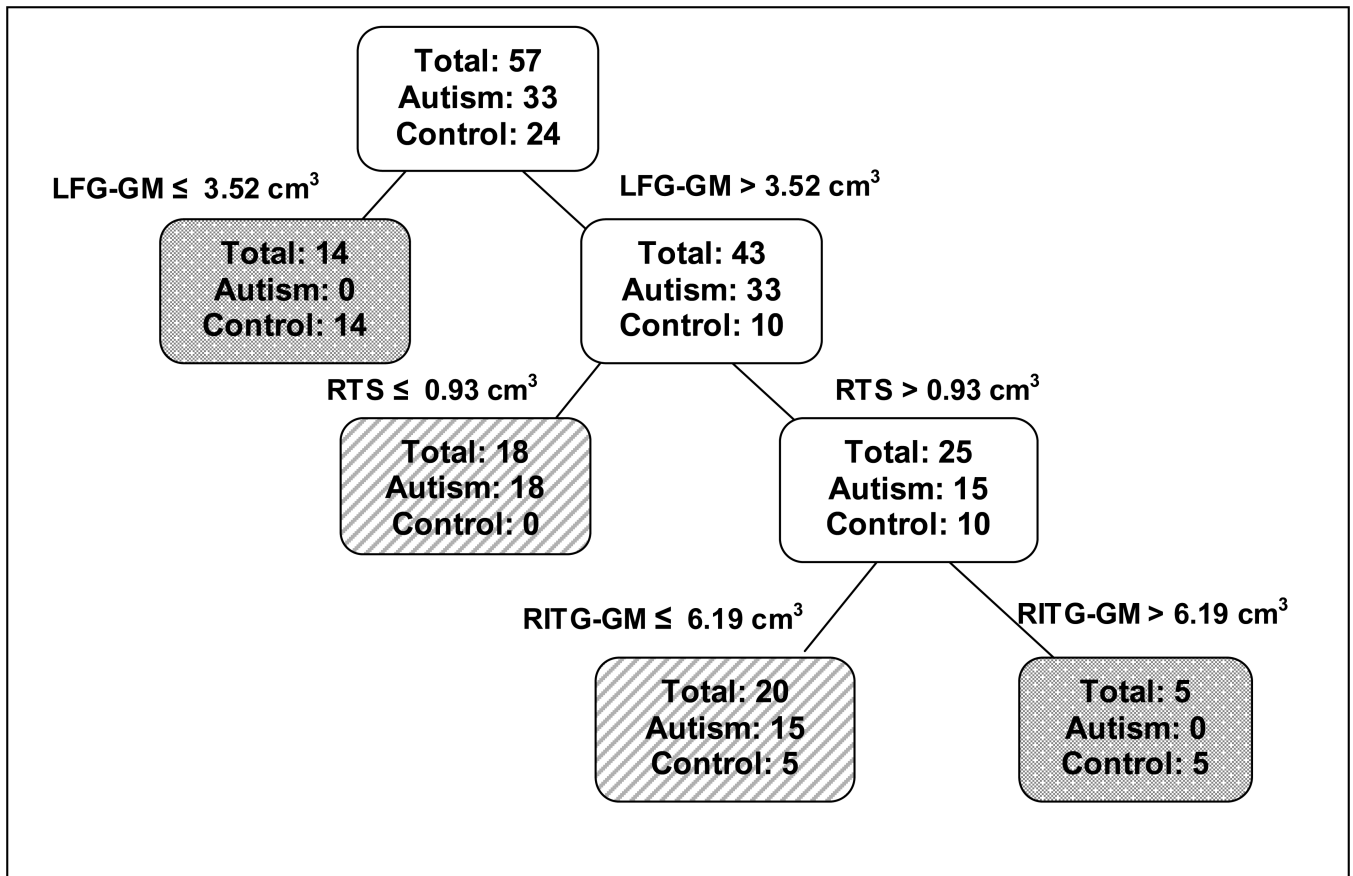 Total: 57
Autism: 33
Control: 24
LFG-GM ≤ 3.52 cm³
LFG-GM > 3.52 cm³
Total: 14
Autism: 0
Control: 14
Total: 43
Autism: 33
Control: 10
RTS ≤ 0.93 cm³
RTS > 0.93 cm³
Total: 18
Autism: 18
Control: 0
Total: 25
Autism: 15
Control: 10
RITG-GM ≤ 6.19 cm³
RITG-GM > 6.19 cm³
Total: 20
Autism: 15
Control: 5
Total: 5
Autism: 0
Control: 5